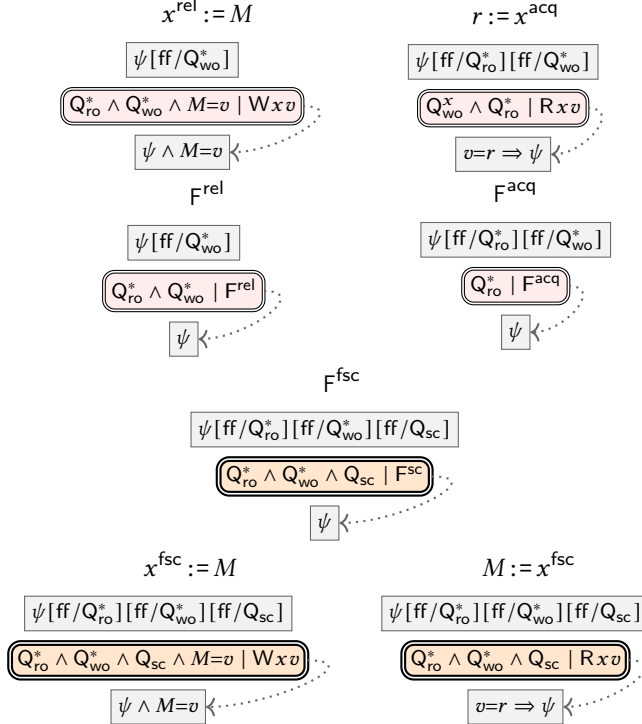 x^rel := M
ψ[ff/Q*_wo]
Q*_ro ∧ Q*_wo ∧ M=v | W x v
ψ ∧ M=v
r := x^acq
ψ[ff/Q*_ro][ff/Q*_wo]
Q^x_wo ∧ Q*_ro | R x v
v=r ⇒ ψ
F^rel
ψ[ff/Q*_wo]
Q*_ro ∧ Q*_wo | F^rel
ψ
F^acq
ψ[ff/Q*_ro][ff/Q*_wo]
Q*_ro | F^acq
ψ
F^fsc
ψ[ff/Q*_ro][ff/Q*_wo][ff/Q_sc]
Q*_ro ∧ Q*_wo ∧ Q_sc | F^sc
ψ
x^fsc := M
ψ[ff/Q*_ro][ff/Q*_wo][ff/Q_sc]
Q*_ro ∧ Q*_wo ∧ Q_sc ∧ M=v | W x v
ψ ∧ M=v
M := x^fsc
ψ[ff/Q*_ro][ff/Q*_wo][ff/Q_sc]
Q*_ro ∧ Q*_wo ∧ Q_sc | R x v
v=r ⇒ ψ